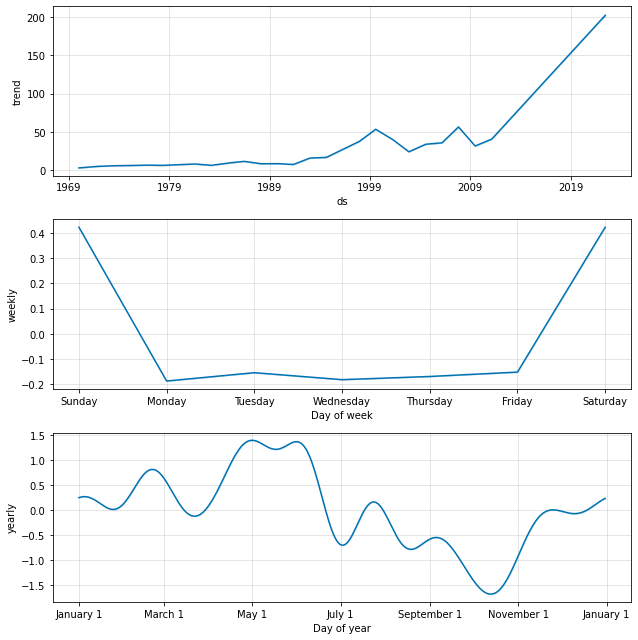 200
150
100
50
0
trend
1969 1979 1989 1999 2009 2019
ds
0.4
0.3
0.2
0.1
0.0
−0.1
−0.2
weekly
Sunday Monday Tuesday Wednesday Thursday Friday Saturday
Day of week
1.5
1.0
0.5
0.0
−0.5
−1.0
−1.5
yearly
January 1 March 1 May 1 July 1 September 1 November 1 January 1
Day of year